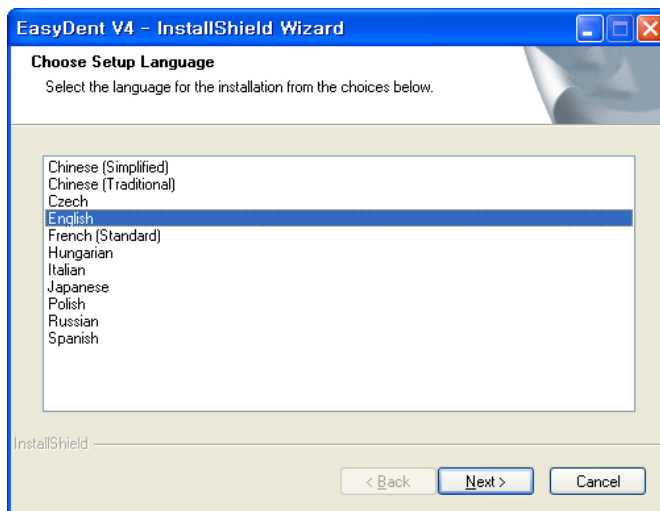 EasyDent V4 - InstallShield Wizard
Choose Setup Language
Select the language for the installation from the choices below.
Chinese (Simplified)
Chinese (Traditional)
Czech
English
French (Standard)
Hungarian
Italian
Japanese
Polish
Russian
Spanish
InstallShield
< Back
Next >
Cancel